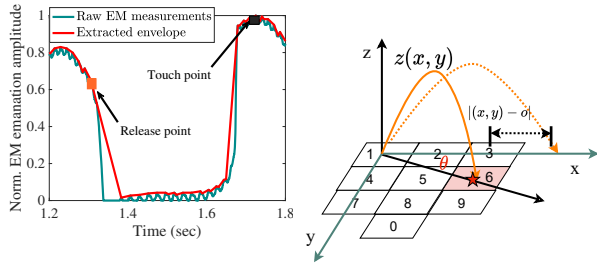 Norm. EM emanation amplitude
1
0.8
0.6
0.4
0.2
0
Raw EM measurements
Extracted envelope
Touch point
Release point
1.2
1.4
1.6
1.8
Time (sec)
z
z(x, y)
|(x, y) − o|
x
y
θ
1
2
3
4
5
6
7
8
9
0